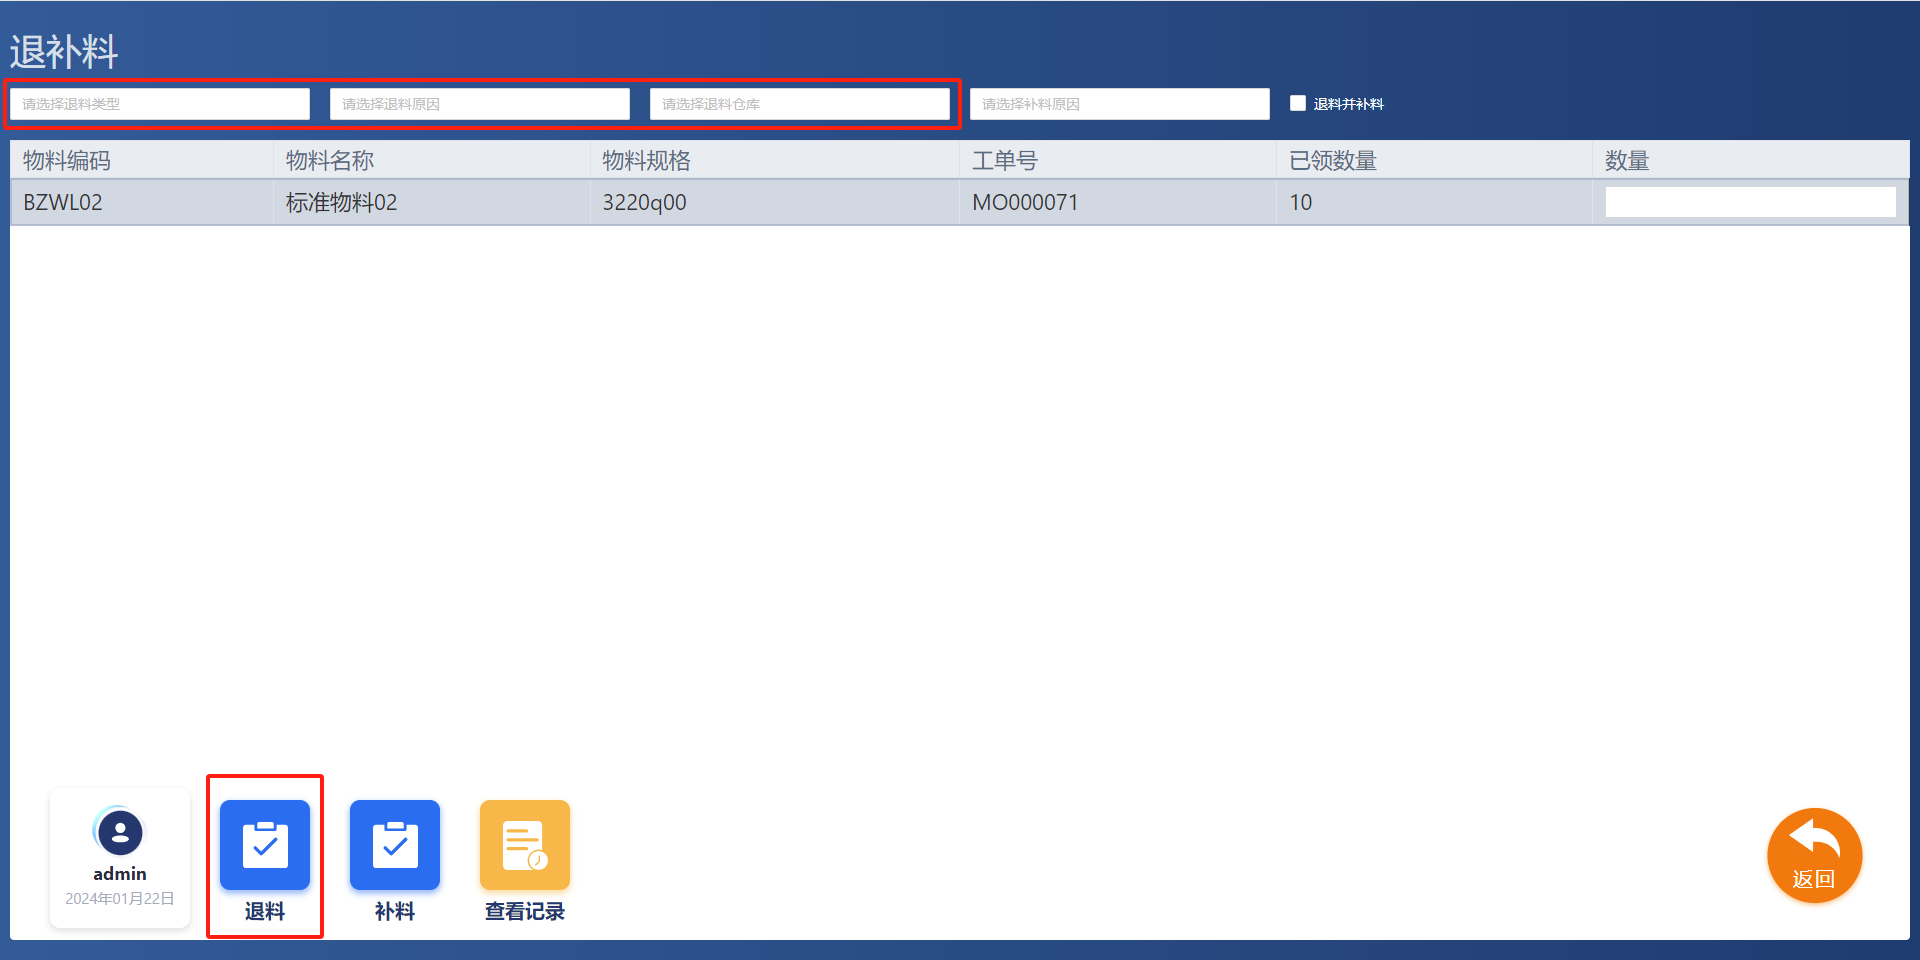 退补料
请选择退料类型 请选择退料原因 请选择退料仓库 请选择补料原因 退料并补料
物料编码 物料名称 物料规格 工单号 已领数量 数量
BZWL02 标准物料02 3220q00 MO000071 10
admin
2024年01月22日
退料 补料 查看记录
返回